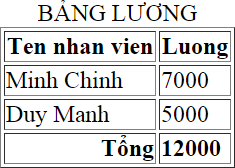 BẢNG LƯƠNG
Ten nhan vien Luong
Minh Chinh 7000
Duy Manh 5000
Tổng 12000